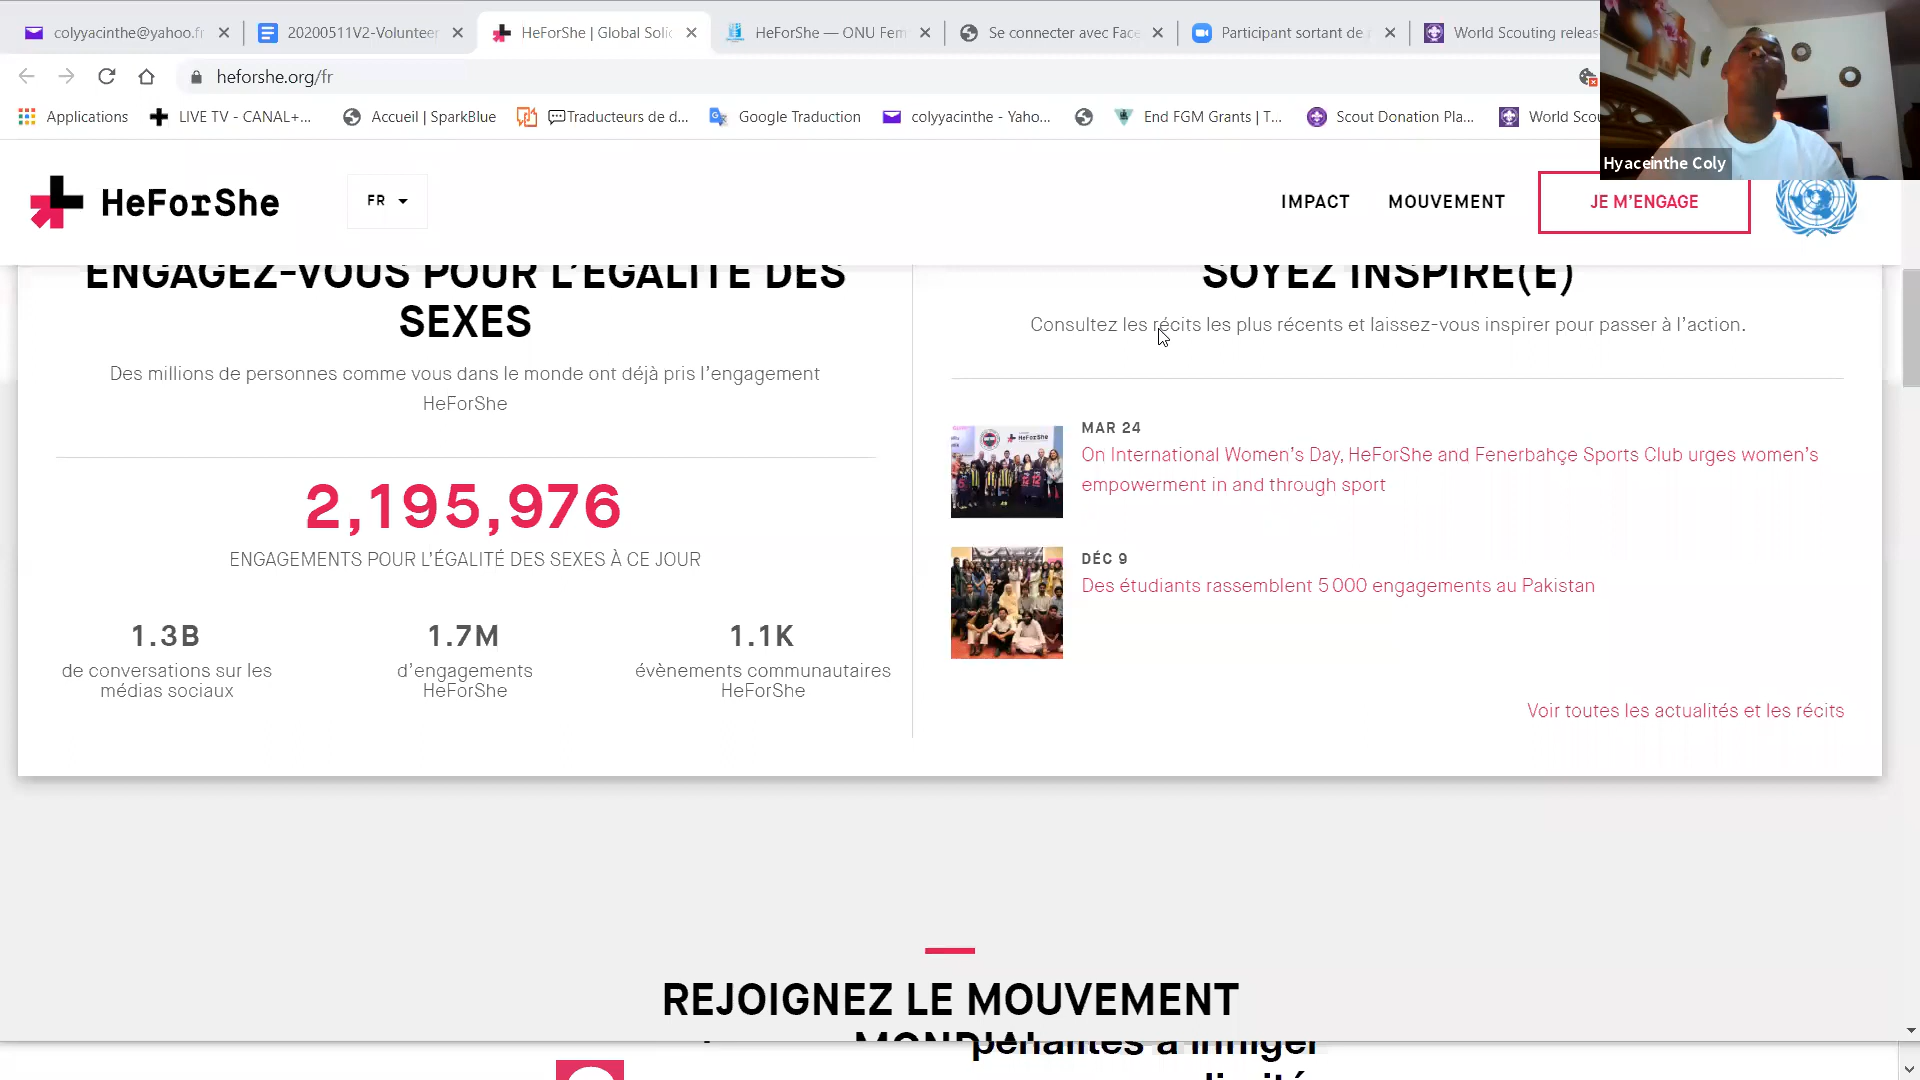 colyyacinthe@yahoo.fr
20200511V2-Volunteer
HeForShe | Global Solid
HeForShe — ONU Fem
Se connecter avec Face
Participant sortant de
World Scouting releas
heforshe.org/fr
Applications
LIVE TV - CANAL+...
Accueil | SparkBlue
Traducteurs de d...
Google Traduction
colyyacinthe - Yaho...
End FGM Grants | T...
Scout Donation Pla...
World Scou
Hyaceinthe Coly
HeForShe
FR
IMPACT
MOUVEMENT
JE M'ENGAGE
ENGAGEZ-VOUS POUR L'ÉGALITÉ DES
SEXES
Des millions de personnes comme vous dans le monde ont déjà pris l'engagement
HeForShe
2,195,976
ENGAGEMENTS POUR L'ÉGALITÉ DES SEXES À CE JOUR
1.3B
de conversations sur les
médias sociaux
1.7M
d'engagements
HeForShe
1.1K
évènements communautaires
HeForShe
SOYEZ INSPIRÉ(E)
Consultez les récits les plus récents et laissez-vous inspirer pour passer à l'action.
MAR 24
On International Women's Day, HeForShe and Fenerbahçe Sports Club urges women's
empowerment in and through sport
DÉC 9
Des étudiants rassemblent 5 000 engagements au Pakistan
Voir toutes les actualités et les récits
REJOIGNEZ LE MOUVEMENT
MONDIAL
pénalités à infliger